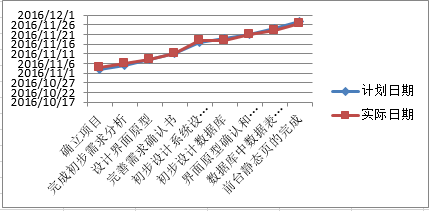 2016/12/1
2016/11/26
2016/11/21
2016/11/16
2016/11/11
2016/11/6
2016/11/1
2016/10/27
2016/10/22
2016/10/17
确立项目
完成初步需求分析
设计界面原型
完善需求确认书
初步设计系统设…
初步设计数据库
界面原型确认和…
数据库中数据表…
前台静态页的完成
计划日期
实际日期